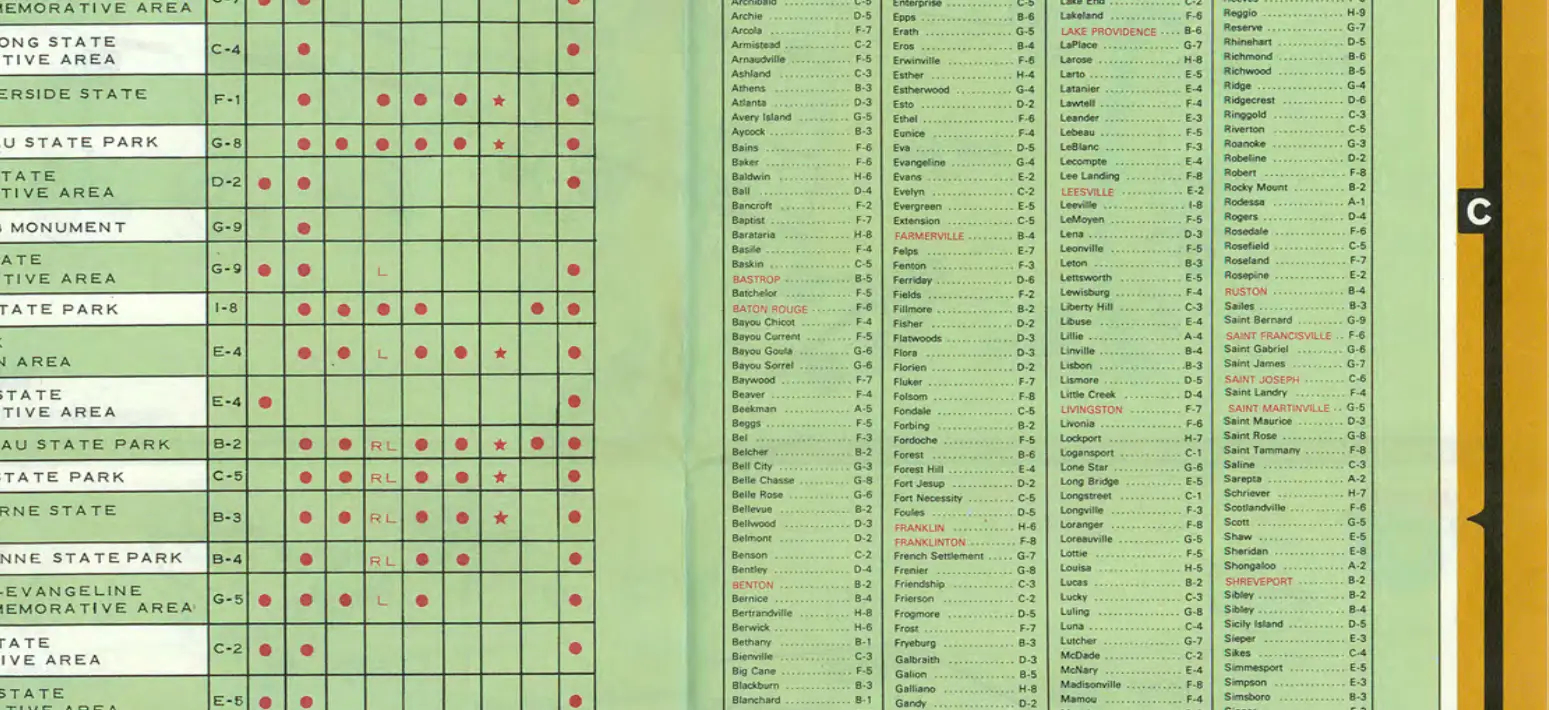 EMORATIVE AREA
ONG STATE
TIVE AREA C-4
ERSIDE STATE F-1
U STATE PARK G-8
TATE
TIVE AREA D-2
MONUMENT G-9
ATE
TIVE AREA G-9 L
TATE PARK I-8
N AREA E-4 L
STATE
TIVE AREA E-4
AU STATE PARK B-2 RL
STATE PARK C-5 RL
RNE STATE B-3 RL
NNE STATE PARK B-4 RL
-EVANGELINE
MEMORATIVE AREA G-5 L
TATE
IVE AREA C-2
STATE
TIVE AREA E-5
Archibald C-5
Archie D-5
Arcola F-7
Armistead C-2
Arnaudville F-5
Ashland C-3
Athens B-3
Atlanta D-3
Avery Island G-5
Aycock B-3
Bains F-6
Baker F-6
Baldwin H-6
Ball D-4
Bancroft F-2
Baptist F-7
Barataria H-8
Basile F-4
Baskin C-5
BASTROP B-5
Batchelor F-5
BATON ROUGE F-6
Bayou Chicot F-4
Bayou Current F-5
Bayou Goula G-6
Bayou Sorrel G-6
Baywood F-7
Beaver F-4
Beekman A-5
Beggs F-5
Bel F-3
Belcher B-2
Bell City G-3
Belle Chasse G-8
Belle Rose G-6
Bellevue B-2
Bellwood D-3
Belmont D-2
Benson C-2
Bentley D-4
BENTON B-2
Bernice B-4
Bertrandville H-8
Berwick H-6
Bethany B-1
Bienville C-3
Big Cane F-5
Blackburn B-3
Blanchard B-1
Enterprise C-5
Epps B-6
Erath G-5
Eros B-4
Erwinville F-6
Esther H-4
Estherwood G-4
Esto D-2
Ethel F-6
Eunice F-4
Eva D-5
Evangeline G-4
Evans E-2
Evelyn C-2
Evergreen E-5
Extension C-5
FARMERVILLE B-4
Felps E-7
Fenton F-3
Ferriday D-6
Fields F-2
Fillmore B-2
Fisher D-2
Flatwoods D-3
Flora D-3
Florien D-2
Fluker F-7
Folsom F-8
Fondale C-5
Forbing B-2
Fordoche F-5
Forest B-6
Forest Hill E-4
Fort Jesup D-2
Fort Necessity C-5
Foules D-5
FRANKLIN H-6
FRANKLINTON F-8
French Settlement G-7
Frenier G-8
Friendship C-3
Frierson C-2
Frogmore D-5
Frost F-7
Fryeburg B-3
Galbraith D-3
Galion B-5
Galliano H-8
Gandy D-2
Lake End C-2
Lakeland F-6
LAKE PROVIDENCE B-6
LaPlace G-7
Larose H-8
Larto E-5
Latanier E-4
Lawtell F-4
Leander E-3
Lebeau F-5
LeBlanc F-3
Lecompte E-4
Lee Landing F-8
LEESVILLE E-2
Leeville I-8
LeMoyen F-5
Lena D-3
Leonville F-5
Leton B-3
Lettsworth E-5
Lewisburg F-4
Liberty Hill C-3
Libuse E-4
Lillie A-4
Linville B-4
Lisbon B-3
Lismore D-5
Little Creek D-4
LIVINGSTON F-7
Livonia F-6
Lockport H-7
Logansport C-1
Lone Star G-6
Long Bridge E-5
Longstreet C-1
Longville F-3
Loranger F-8
Loreauville G-5
Lottie F-5
Louisa H-5
Lucas B-2
Lucky C-3
Luling G-8
Luna C-4
Lutcher G-7
McDade C-2
McNary E-4
Madisonville F-8
Mamou F-4
Reggio H-9
Reserve G-7
Rhinehart D-5
Richmond B-6
Richwood B-5
Ridge G-4
Ridgecrest D-6
Ringgold C-3
Riverton C-5
Roanoke G-3
Robeline D-2
Robert F-8
Rocky Mount B-2
Rodessa A-1
Rogers D-4
Rosedale F-6
Rosefield C-5
Roseland F-7
Rosepine E-2
RUSTON B-4
Sailes B-3
Saint Bernard G-9
SAINT FRANCISVILLE F-6
Saint Gabriel G-6
Saint James G-7
SAINT JOSEPH C-6
Saint Landry F-4
SAINT MARTINVILLE G-5
Saint Maurice D-3
Saint Rose G-8
Saint Tammany F-8
Saline C-3
Sarepta A-2
Schriever H-7
Scotlandville F-6
Scott G-5
Shaw E-5
Sheridan E-8
Shongaloo A-2
SHREVEPORT B-2
Sibley B-2
Sibley B-4
Sicily Island D-5
Sieper E-3
Sikes C-4
Simmesport E-5
Simpson E-3
Simsboro B-3
C